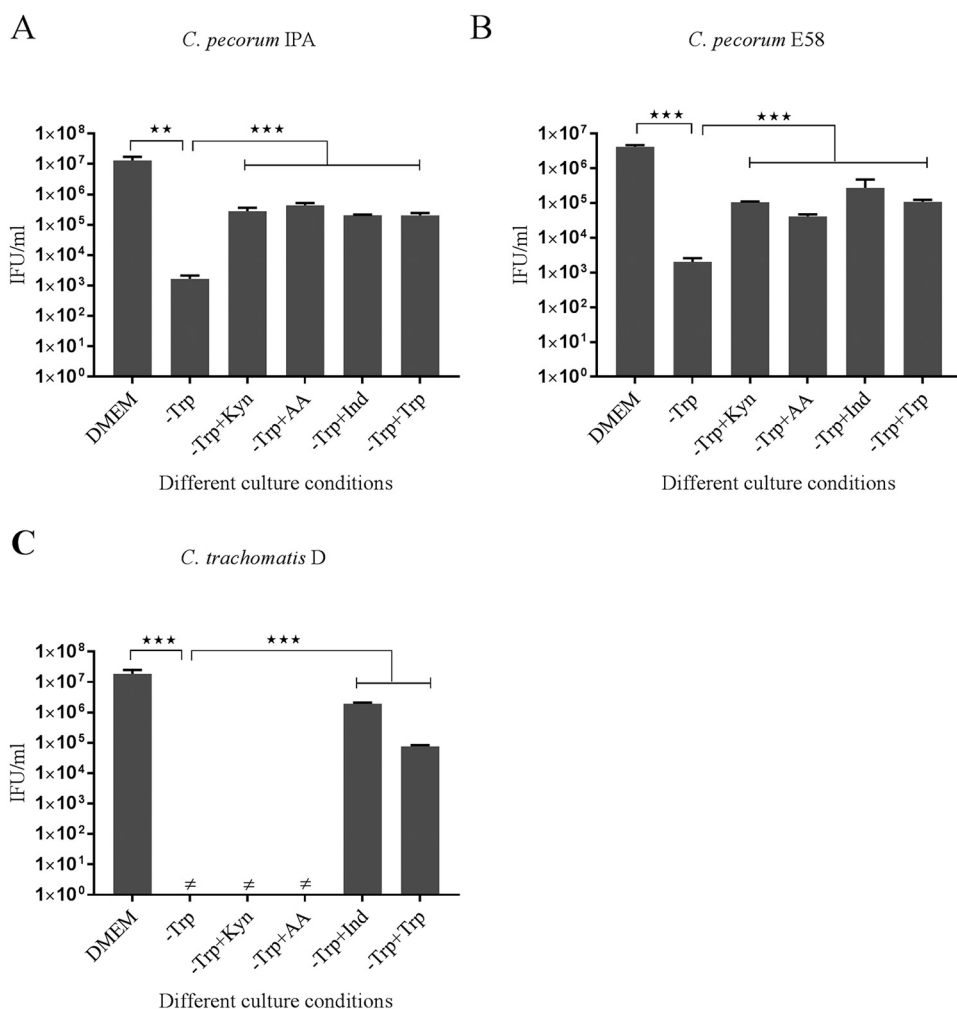 A
C. pecorum IPA
★★
★★★
1×10⁸
1×10⁷
1×10⁶
1×10⁵
1×10⁴
1×10³
1×10²
1×10¹
1×10⁰
IFU/ml
DMEM
-Trp
-Trp+Kyn
-Trp+AA
-Trp+Ind
-Trp+Trp
Different culture conditions
B
C. pecorum E58
★★★
★★★
1×10⁷
1×10⁶
1×10⁵
1×10⁴
1×10³
1×10²
1×10¹
1×10⁰
IFU/ml
DMEM
-Trp
-Trp+Kyn
-Trp+AA
-Trp+Ind
-Trp+Trp
Different culture conditions
C
C. trachomatis D
★★★
★★★
1×10⁸
1×10⁷
1×10⁶
1×10⁵
1×10⁴
1×10³
1×10²
1×10¹
1×10⁰
IFU/ml
≠ ≠ ≠
DMEM
-Trp
-Trp+Kyn
-Trp+AA
-Trp+Ind
-Trp+Trp
Different culture conditions